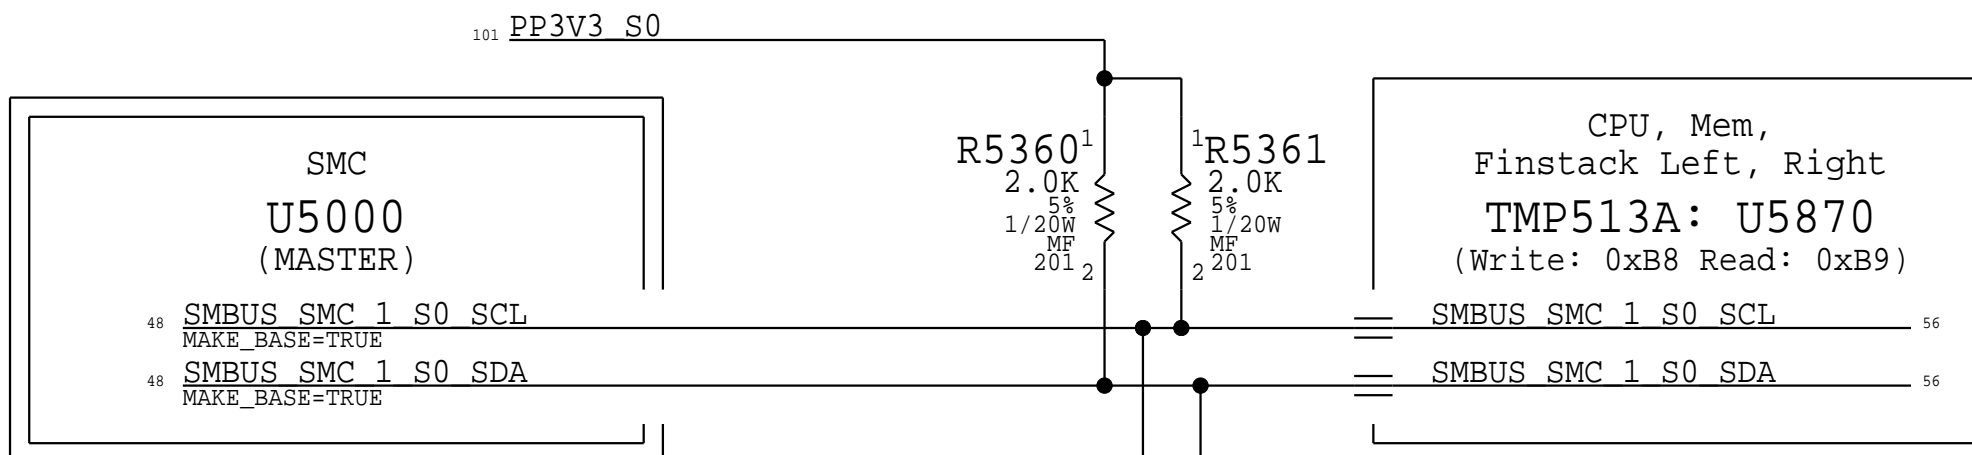 101 PP3V3_S0
SMC
U5000
(MASTER)
48 SMBUS_SMC_1_S0_SCL
MAKE_BASE=TRUE
48 SMBUS_SMC_1_S0_SDA
MAKE_BASE=TRUE
R5360 1
2.0K
5%
1/20W
MF
201 2
1 R5361
2.0K
5%
1/20W
MF
2 201
CPU, Mem,
Finstack Left, Right
TMP513A: U5870
(Write: 0xB8 Read: 0xB9)
SMBUS_SMC_1_S0_SCL 56
SMBUS_SMC_1_S0_SDA 56